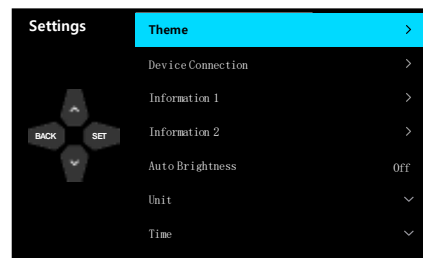 Settings
Theme
Device Connection
Information 1
Information 2
BACK SET
Auto Brightness Off
Unit
Time